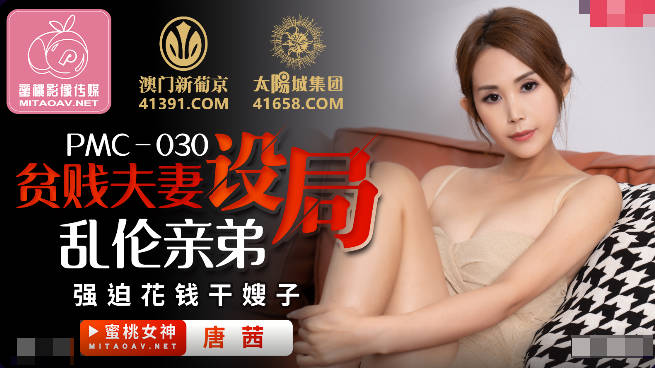 蜜桃影像传媒
MITAOAV.NET
澳门新葡京
41391.COM
太陽城集团
41658.COM
PMC-030
贫贱夫妻设局
乱伦亲弟
强迫花钱干嫂子
蜜桃女神
MITAOAV.NET
唐茜